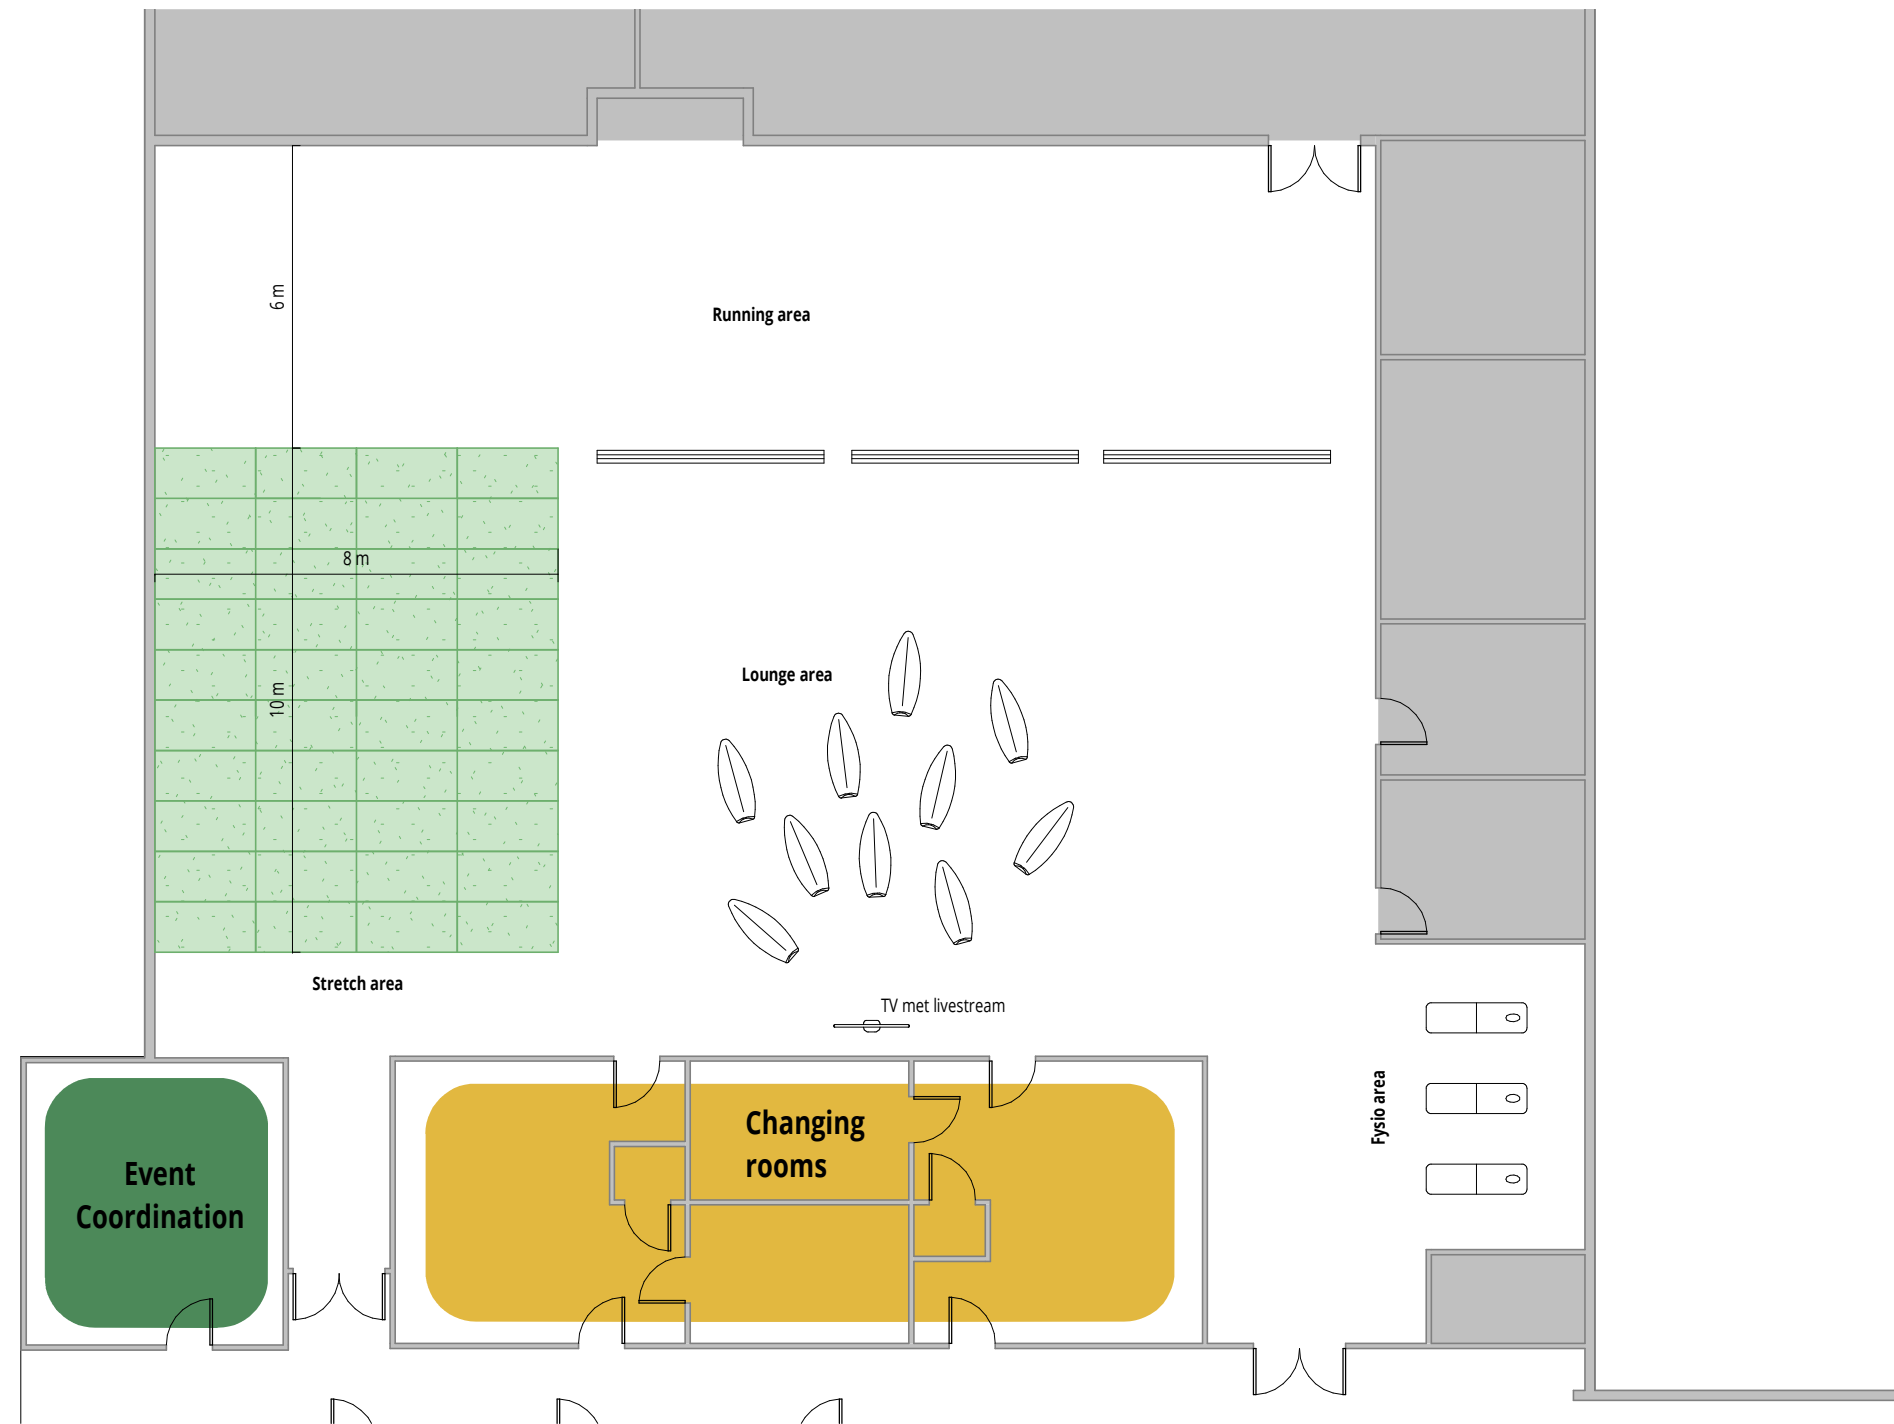 6 m
Running area
8 m
Lounge area
10 m
Stretch area
TV met livestream
Fysio area
Changing
rooms
Event
Coordination